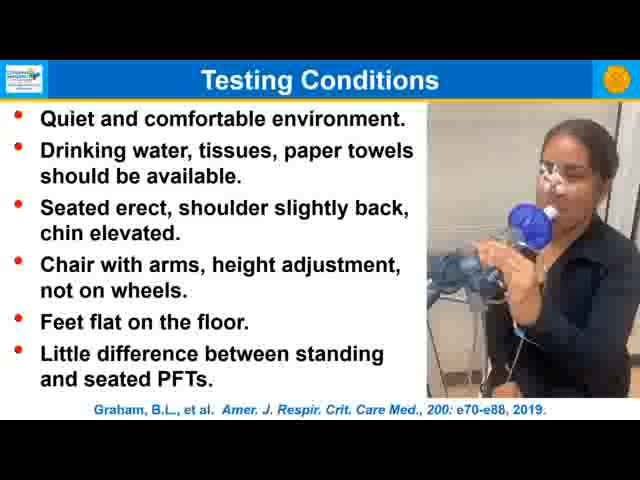 Testing Conditions
• Quiet and comfortable environment.
• Drinking water, tissues, paper towels
should be available.
• Seated erect, shoulder slightly back,
chin elevated.
• Chair with arms, height adjustment,
not on wheels.
• Feet flat on the floor.
• Little difference between standing
and seated PFTs.
Graham, B.L., et al. Amer. J. Respir. Crit. Care Med., 200: e70-e88, 2019.